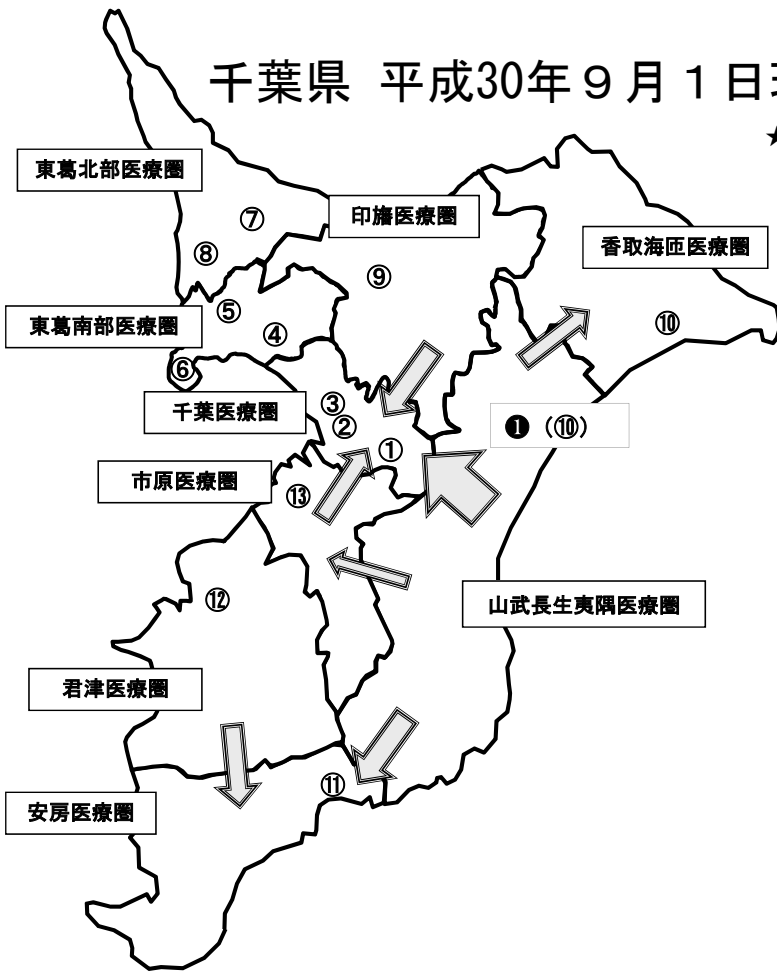 千葉県 平成30年９月１日現
★
東葛北部医療圏
⑦
印旛医療圏
香取海匝医療圏
⑧
⑨
⑤
東葛南部医療圏
④
⑩
⑥
③
千葉医療圏
②
❶（⑩）
①
市原医療圏
⑬
⑫
山武長生夷隅医療圏
君津医療圏
⑪
安房医療圏